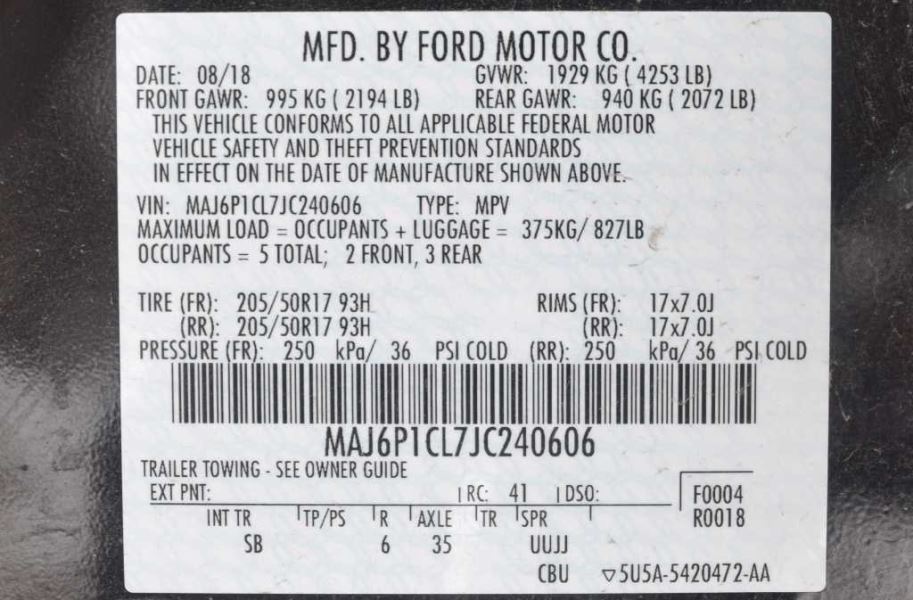 MFD. BY FORD MOTOR CO.
DATE: 08/18 GVWR: 1929 KG ( 4253 LB)
FRONT GAWR: 995 KG ( 2194 LB) REAR GAWR: 940 KG ( 2072 LB)
THIS VEHICLE CONFORMS TO ALL APPLICABLE FEDERAL MOTOR
VEHICLE SAFETY AND THEFT PREVENTION STANDARDS
IN EFFECT ON THE DATE OF MANUFACTURE SHOWN ABOVE.
VIN: MAJ6P1CL7JC240606 TYPE: MPV
MAXIMUM LOAD = OCCUPANTS + LUGGAGE = 375KG/ 827LB
OCCUPANTS = 5 TOTAL; 2 FRONT, 3 REAR
TIRE (FR): 205/50R17 93H RIMS (FR): 17x7.0J
(RR): 205/50R17 93H (RR): 17x7.0J
PRESSURE (FR): 250 kPa/ 36 PSI COLD (RR): 250 kPa/ 36 PSI COLD
MAJ6P1CL7JC240606
TRAILER TOWING - SEE OWNER GUIDE
EXT PNT: RC: 41 DSO: F0004
INT TR TP/PS R AXLE TR SPR R0018
SB 6 35 UUJJ
CBU ▽5U5A-5420472-AA